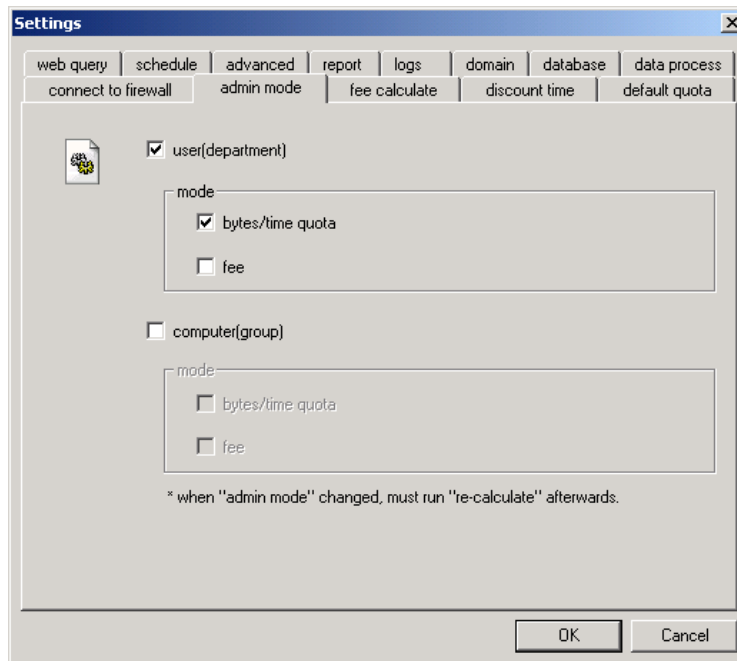 Settings
web query schedule advanced report logs domain database data process
connect to firewall admin mode fee calculate discount time default quota
user(department)
mode
bytes/time quota
fee
computer(group)
mode
bytes/time quota
fee
* when "admin mode" changed, must run "re-calculate" afterwards.
OK Cancel